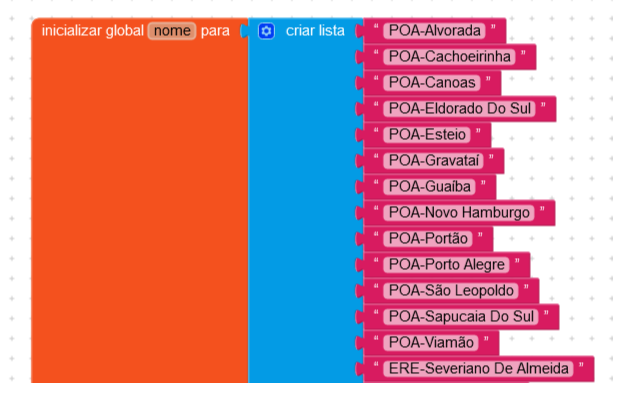 inicializar global nome para criar lista " POA-Alvorada "
" POA-Cachoeirinha "
" POA-Canoas "
" POA-Eldorado Do Sul "
" POA-Esteio "
" POA-Gravataí "
" POA-Guaíba "
" POA-Novo Hamburgo "
" POA-Portão "
" POA-Porto Alegre "
" POA-São Leopoldo "
" POA-Sapucaia Do Sul "
" POA-Viamão "
" ERE-Severiano De Almeida "